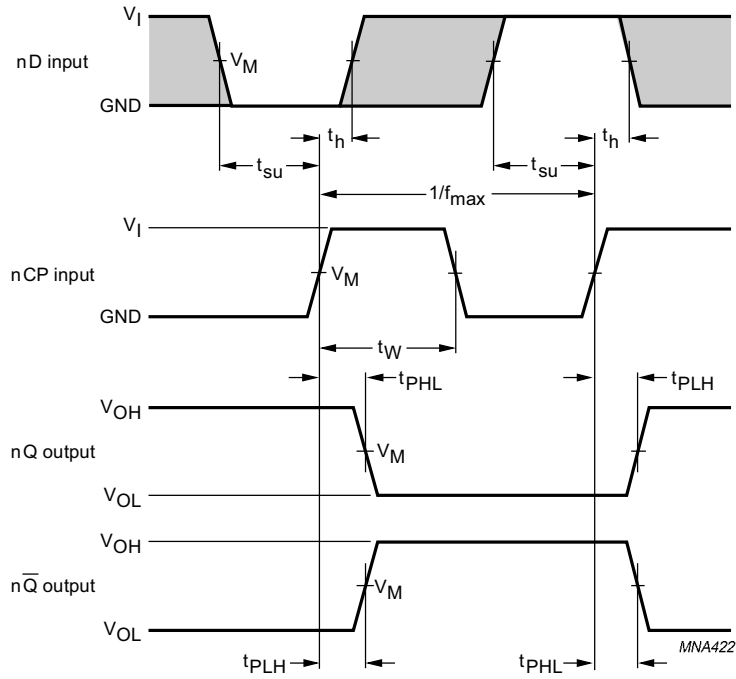 V_I
nD input
V_M
GND
t_h
t_h
t_su
t_su
1/f_max
V_I
nCP input
V_M
GND
t_W
t_PHL
t_PLH
V_OH
nQ output
V_M
V_OL
V_OH
nQ̅ output
V_M
V_OL
MNA422
t_PLH
t_PHL